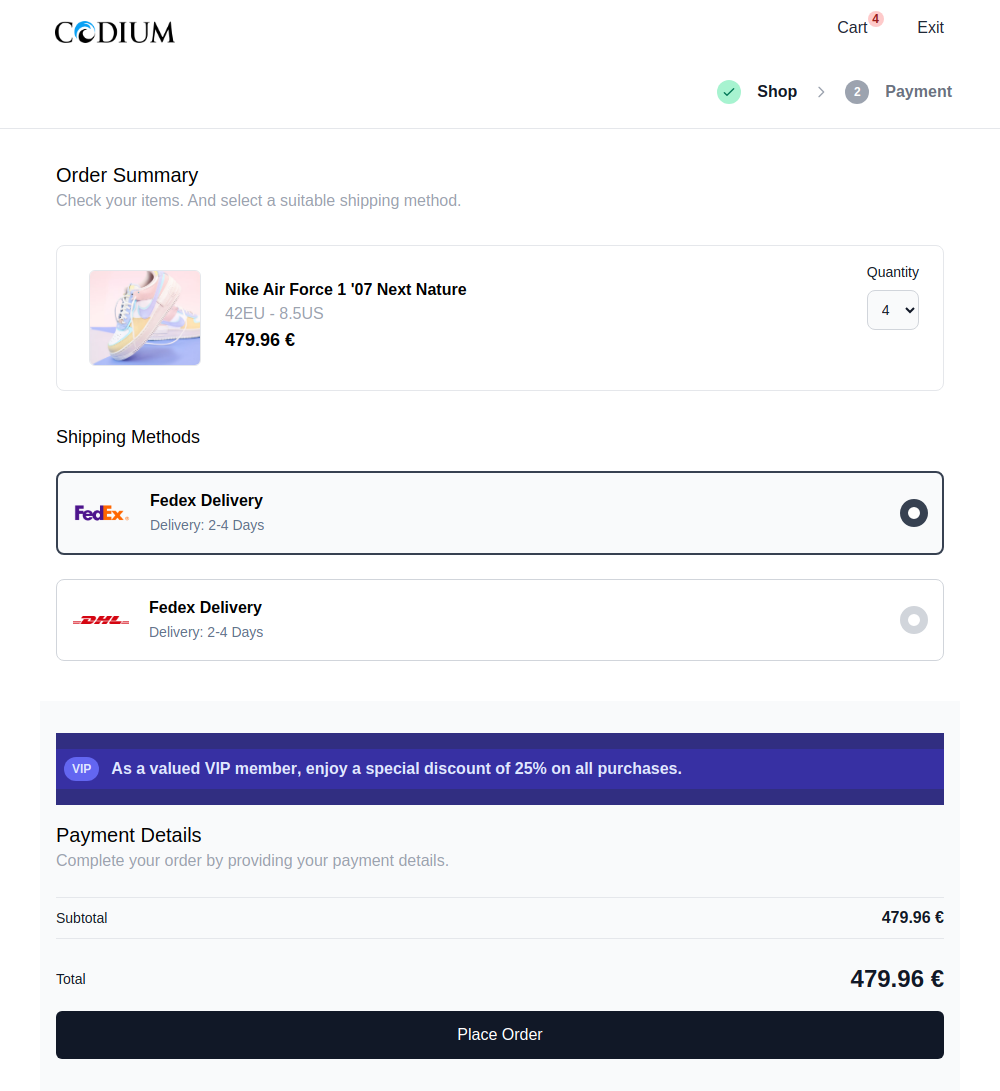 CODIUM
Cart 4 Exit
Shop 2 Payment
Order Summary
Check your items. And select a suitable shipping method.
Quantity
Nike Air Force 1 '07 Next Nature
42EU - 8.5US
479.96 €
4
Shipping Methods
FedEx
Fedex Delivery
Delivery: 2-4 Days
DHL
Fedex Delivery
Delivery: 2-4 Days
VIP As a valued VIP member, enjoy a special discount of 25% on all purchases.
Payment Details
Complete your order by providing your payment details.
Subtotal 479.96 €
Total 479.96 €
Place Order